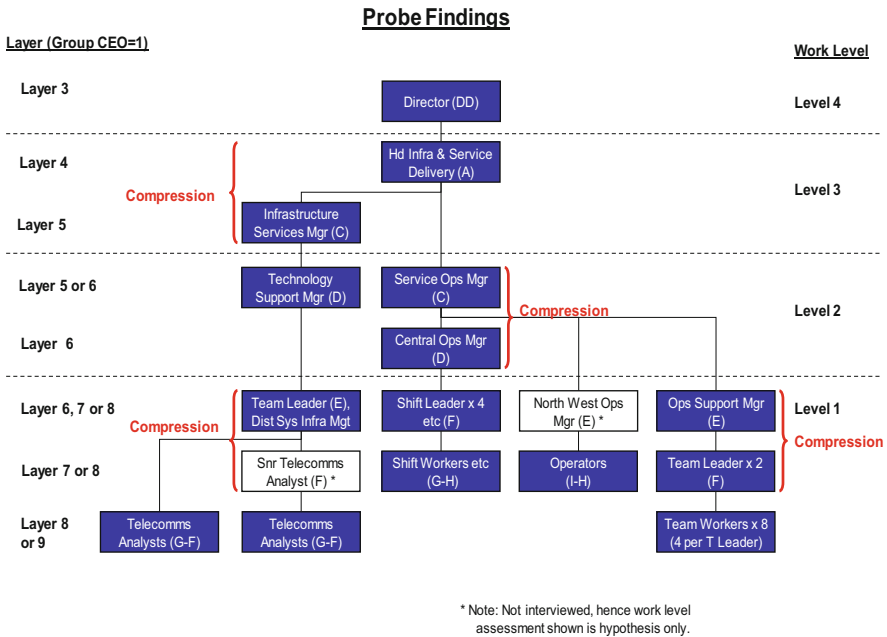 Probe Findings
Layer (Group CEO=1)
Work Level
Layer 3
Director (DD)
Level 4
Layer 4
Hd Infra & Service
Delivery (A)
Compression
Level 3
Layer 5
Infrastructure
Services Mgr (C)
Layer 5 or 6
Technology
Support Mgr (D)
Service Ops Mgr
(C)
Compression
Level 2
Layer 6
Central Ops Mgr
(D)
Layer 6, 7 or 8
Team Leader (E),
Dist Sys Infra Mgt
Shift Leader x 4
etc (F)
North West Ops
Mgr (E) *
Ops Support Mgr
(E)
Level 1
Compression
Compression
Layer 7 or 8
Snr Telecomms
Analyst (F) *
Shift Workers etc
(G-H)
Operators
(I-H)
Team Leader x 2
(F)
Layer 8
or 9
Telecomms
Analysts (G-F)
Telecomms
Analysts (G-F)
Team Workers x 8
(4 per T Leader)
* Note: Not interviewed, hence work level
assessment shown is hypothesis only.